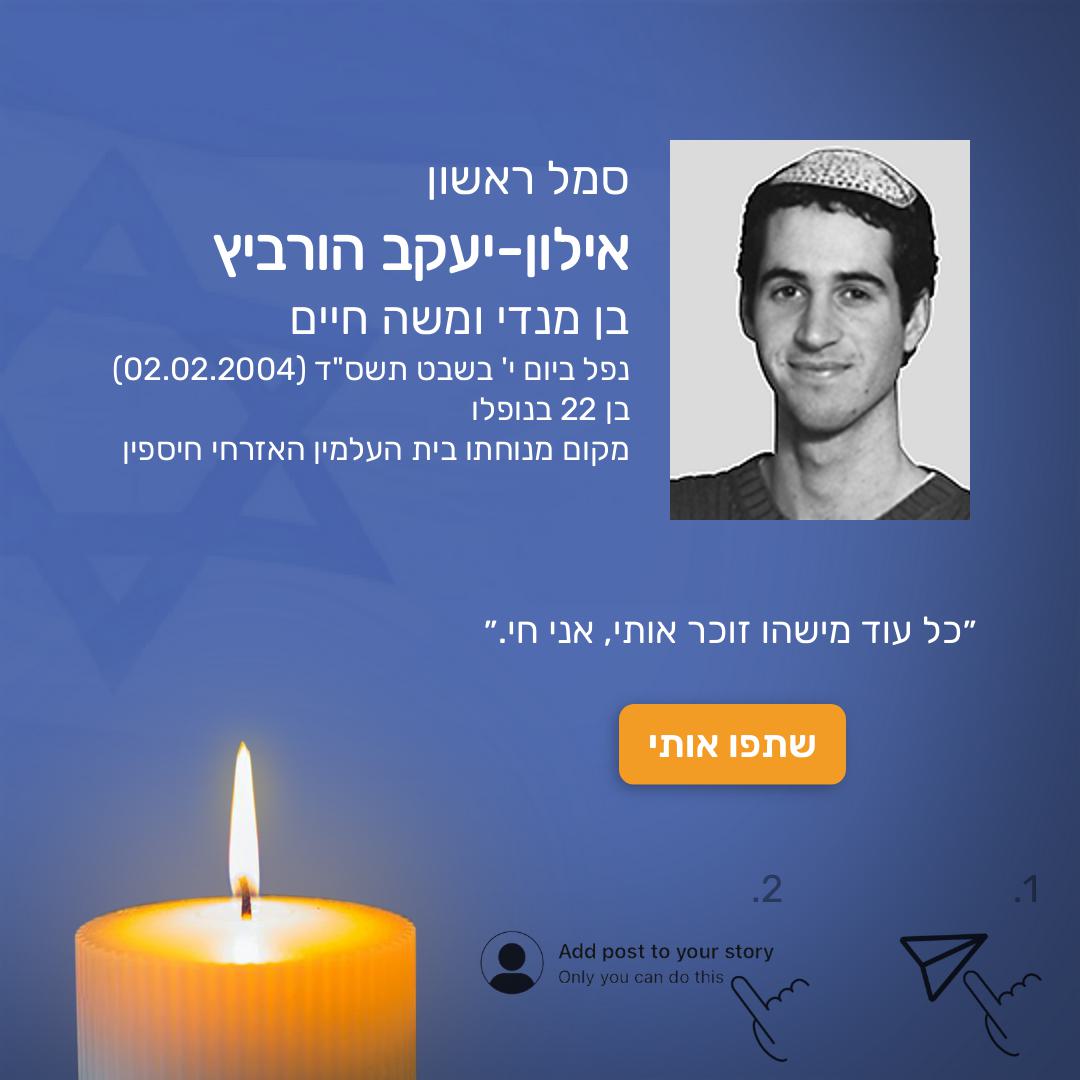 סמל ראשון
אילון-יעקב הורביץ
בן מנדי ומשה חיים
נפל ביום י' בשבט תשס"ד (02.02.2004)
בן 22 בנופלו
מקום מנוחתו בית העלמין האזרחי חיספין
״כל עוד מישהו זוכר אותי, אני חי.״
שתפו אותי
1.
2.
Add post to your story
Only you can do this